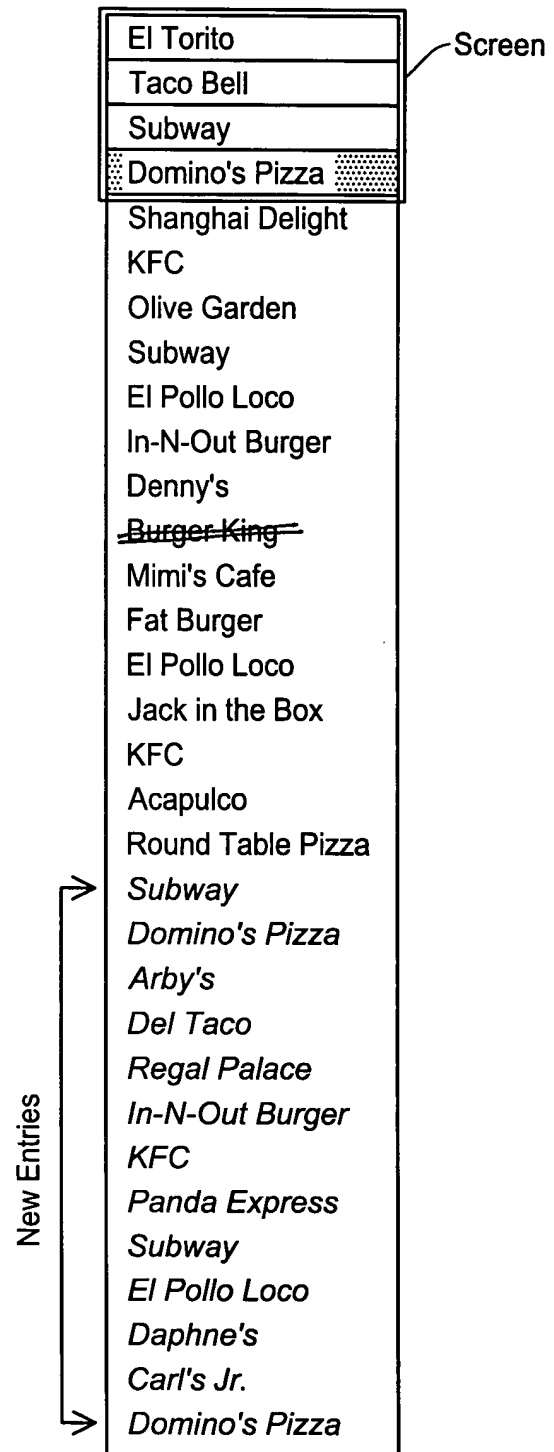 El Torito
Screen
Taco Bell
Subway
Domino's Pizza
Shanghai Delight
KFC
Olive Garden
Subway
El Pollo Loco
In-N-Out Burger
Denny's
Burger King
Mimi's Cafe
Fat Burger
El Pollo Loco
Jack in the Box
KFC
Acapulco
Round Table Pizza
New Entries
Subway
Domino's Pizza
Arby's
Del Taco
Regal Palace
In-N-Out Burger
KFC
Panda Express
Subway
El Pollo Loco
Daphne's
Carl's Jr.
Domino's Pizza